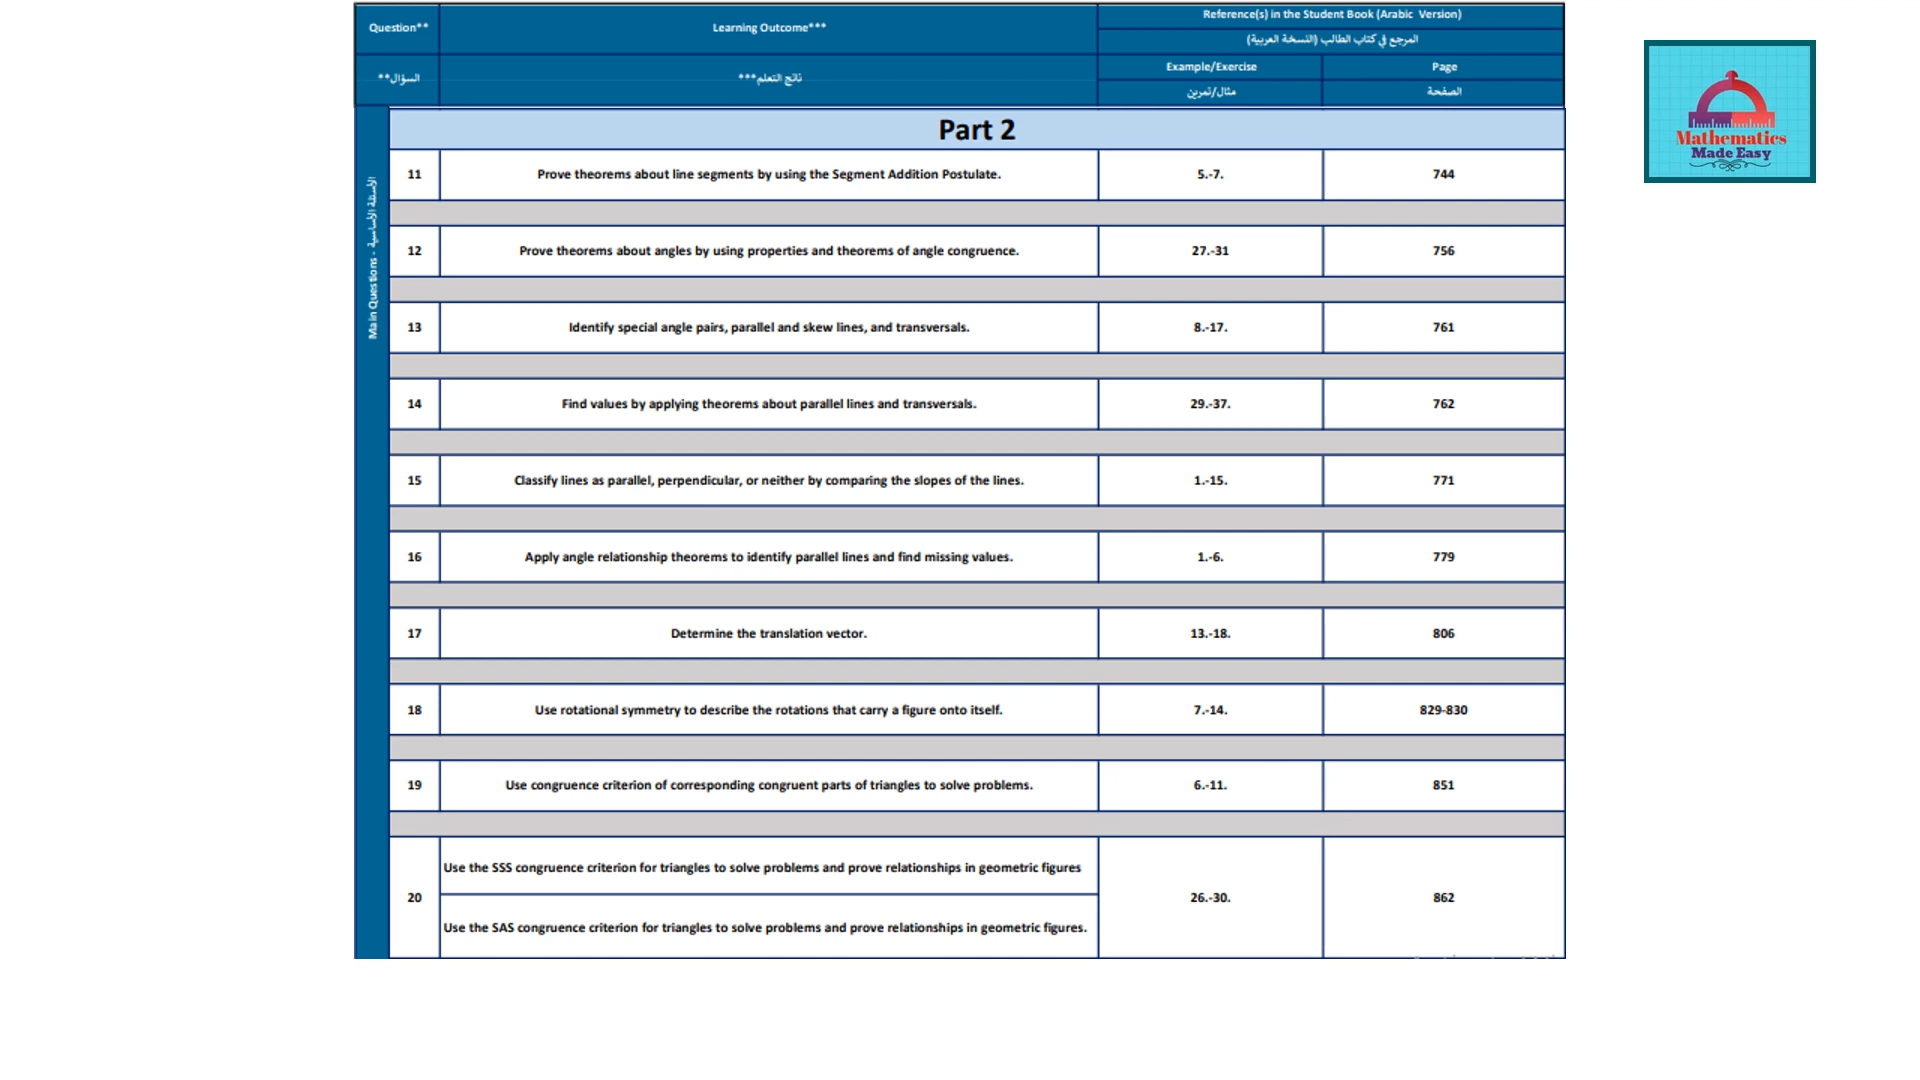 Question**
Learning Outcome***
Reference(s) in the Student Book (Arabic Version)
المرجع في كتاب الطالب (النسخة العربية)
السؤال**
ناتج التعلم***
Example/Exercise
Page
مثال/تمرين
الصفحة
Main Questions - الأسئلة الأساسية
Part 2
11 Prove theorems about line segments by using the Segment Addition Postulate. 5.-7. 744
12 Prove theorems about angles by using properties and theorems of angle congruence. 27.-31 756
13 Identify special angle pairs, parallel and skew lines, and transversals. 8.-17. 761
14 Find values by applying theorems about parallel lines and transversals. 29.-37. 762
15 Classify lines as parallel, perpendicular, or neither by comparing the slopes of the lines. 1.-15. 771
16 Apply angle relationship theorems to identify parallel lines and find missing values. 1.-6. 779
17 Determine the translation vector. 13.-18. 806
18 Use rotational symmetry to describe the rotations that carry a figure onto itself. 7.-14. 829-830
19 Use congruence criterion of corresponding congruent parts of triangles to solve problems. 6.-11. 851
20
Use the SSS congruence criterion for triangles to solve problems and prove relationships in geometric figures
Use the SAS congruence criterion for triangles to solve problems and prove relationships in geometric figures.
26.-30. 862
Mathematics
Made Easy